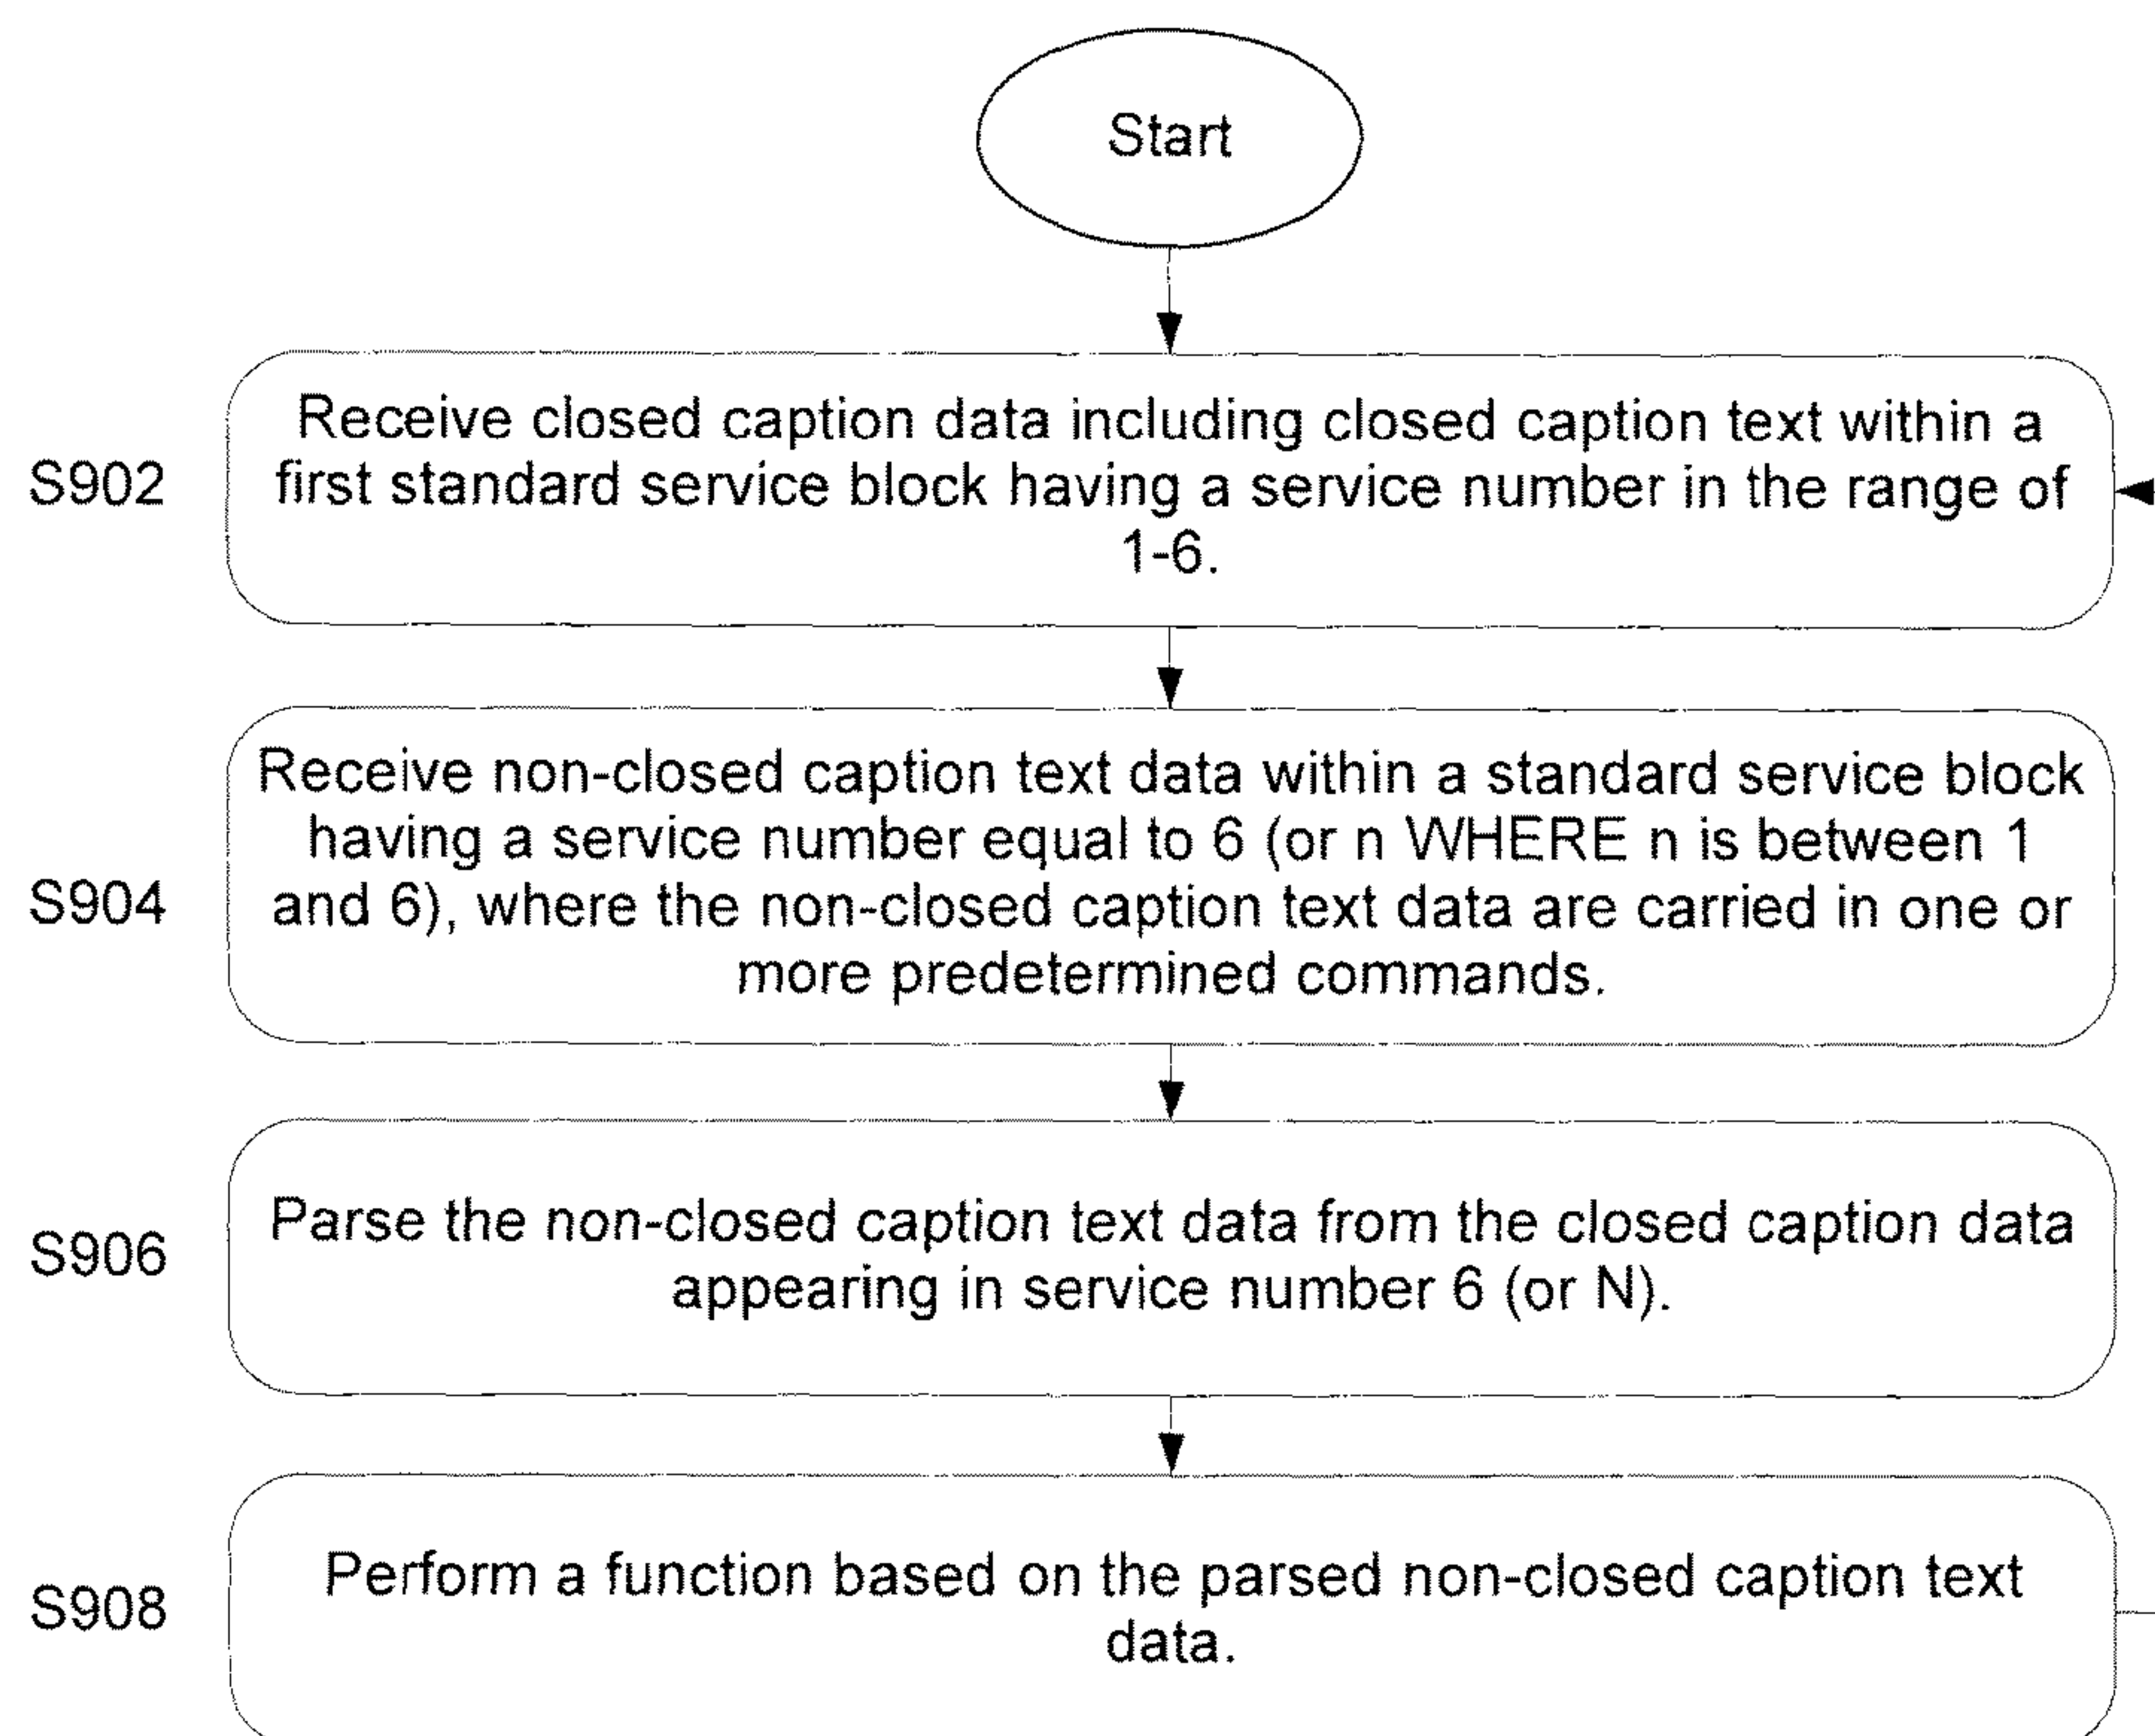 Start
S902
Receive closed caption data including closed caption text within a
first standard service block having a service number in the range of
1-6.
S904
Receive non-closed caption text data within a standard service block
having a service number equal to 6 (or n WHERE n is between 1
and 6), where the non-closed caption text data are carried in one or
more predetermined commands.
S906
Parse the non-closed caption text data from the closed caption data
appearing in service number 6 (or N).
S908
Perform a function based on the parsed non-closed caption text
data.